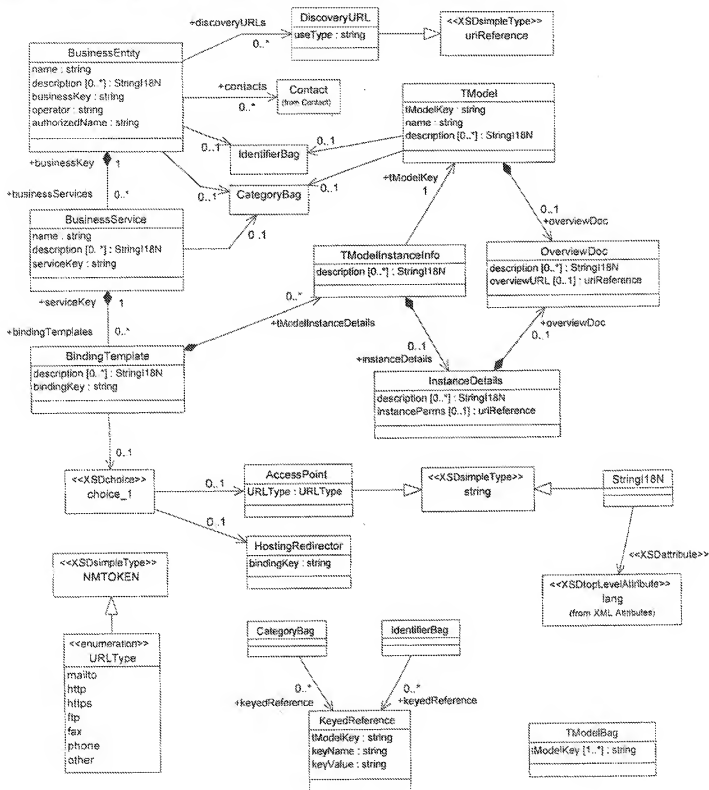 +discoveryURLs
0..*
DiscoveryURL
useType : string
<<XSDsimpleType>>
uriReference
BusinessEntity
name : string
description [0..*] : StringI18N
businessKey : string
operator : string
authorizedName : string
+contacts
0..*
Contact
(from Contact)
TModel
tModelKey : string
name : string
description [0..*] : StringI18N
0..1
IdentifierBag
0..1
+businessKey
1
0..1
CategoryBag
0..1
+tModelKey
1
+businessServices
0..*
0..1
0..1
+overviewDoc
BusinessService
name : string
description [0..*] : StringI18N
serviceKey : string
TModelInstanceInfo
description [0..*] : StringI18N
OverviewDoc
description [0..*] : StringI18N
overviewURL [0..1] : uriReference
+serviceKey
1
0..*
+tModelInstanceDetails
+overviewDoc
0..1
+bindingTemplates
0..*
0..1
+instanceDetails
BindingTemplate
description [0..*] : StringI18N
bindingKey : string
InstanceDetails
description [0..*] : StringI18N
instanceParms [0..1] : uriReference
0..1
<<XSDchoice>>
choice_1
0..1
AccessPoint
URLType : URLType
<<XSDsimpleType>>
string
StringI18N
0..1
HostingRedirector
bindingKey : string
<<XSDattribute>>
<<XSDsimpleType>>
NMTOKEN
<<XSDtopLevelAttribute>>
lang
(from XML Attributes)
<<enumeration>>
URLType
mailto
http
https
ftp
fax
phone
other
CategoryBag
IdentifierBag
0..*
+keyedReference
0..*
+keyedReference
KeyedReference
tModelKey : string
keyName : string
keyValue : string
TModelBag
tModelKey [1..*] : string